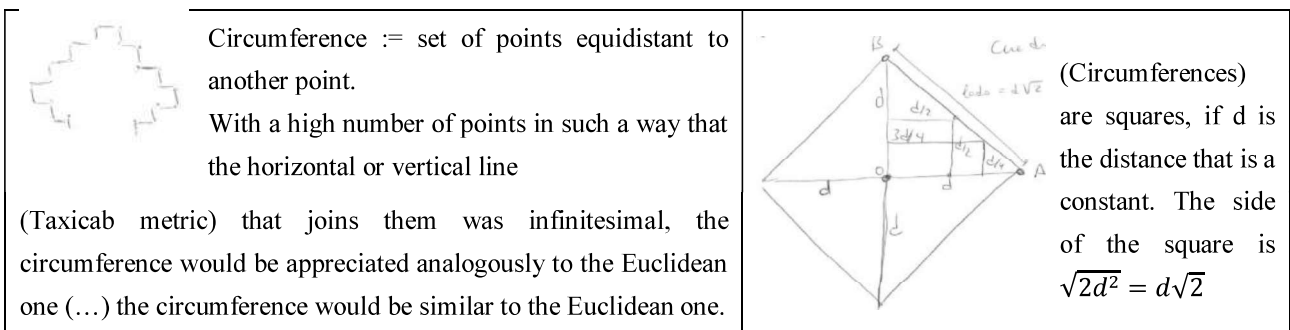 Circumference := set of points equidistant to
another point.
With a high number of points in such a way that
the horizontal or vertical line
(Taxicab metric) that joins them was infinitesimal, the
circumference would be appreciated analogously to the Euclidean
one (…) the circumference would be similar to the Euclidean one.
B
lado = d√2
d
d/2
3d/4
d/2
d/4
O
A
d
d
d
(Circumferences)
are squares, if d is
the distance that is a
constant. The side
of the square is
√2d² = d√2